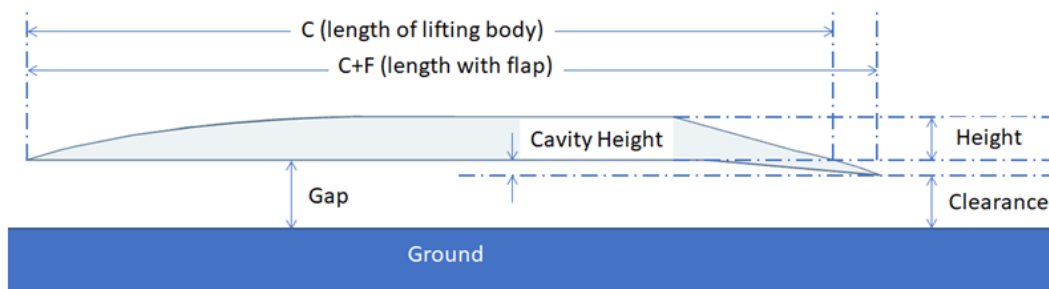 C (length of lifting body)
C+F (length with flap)
Cavity Height
Height
Gap
Clearance
Ground